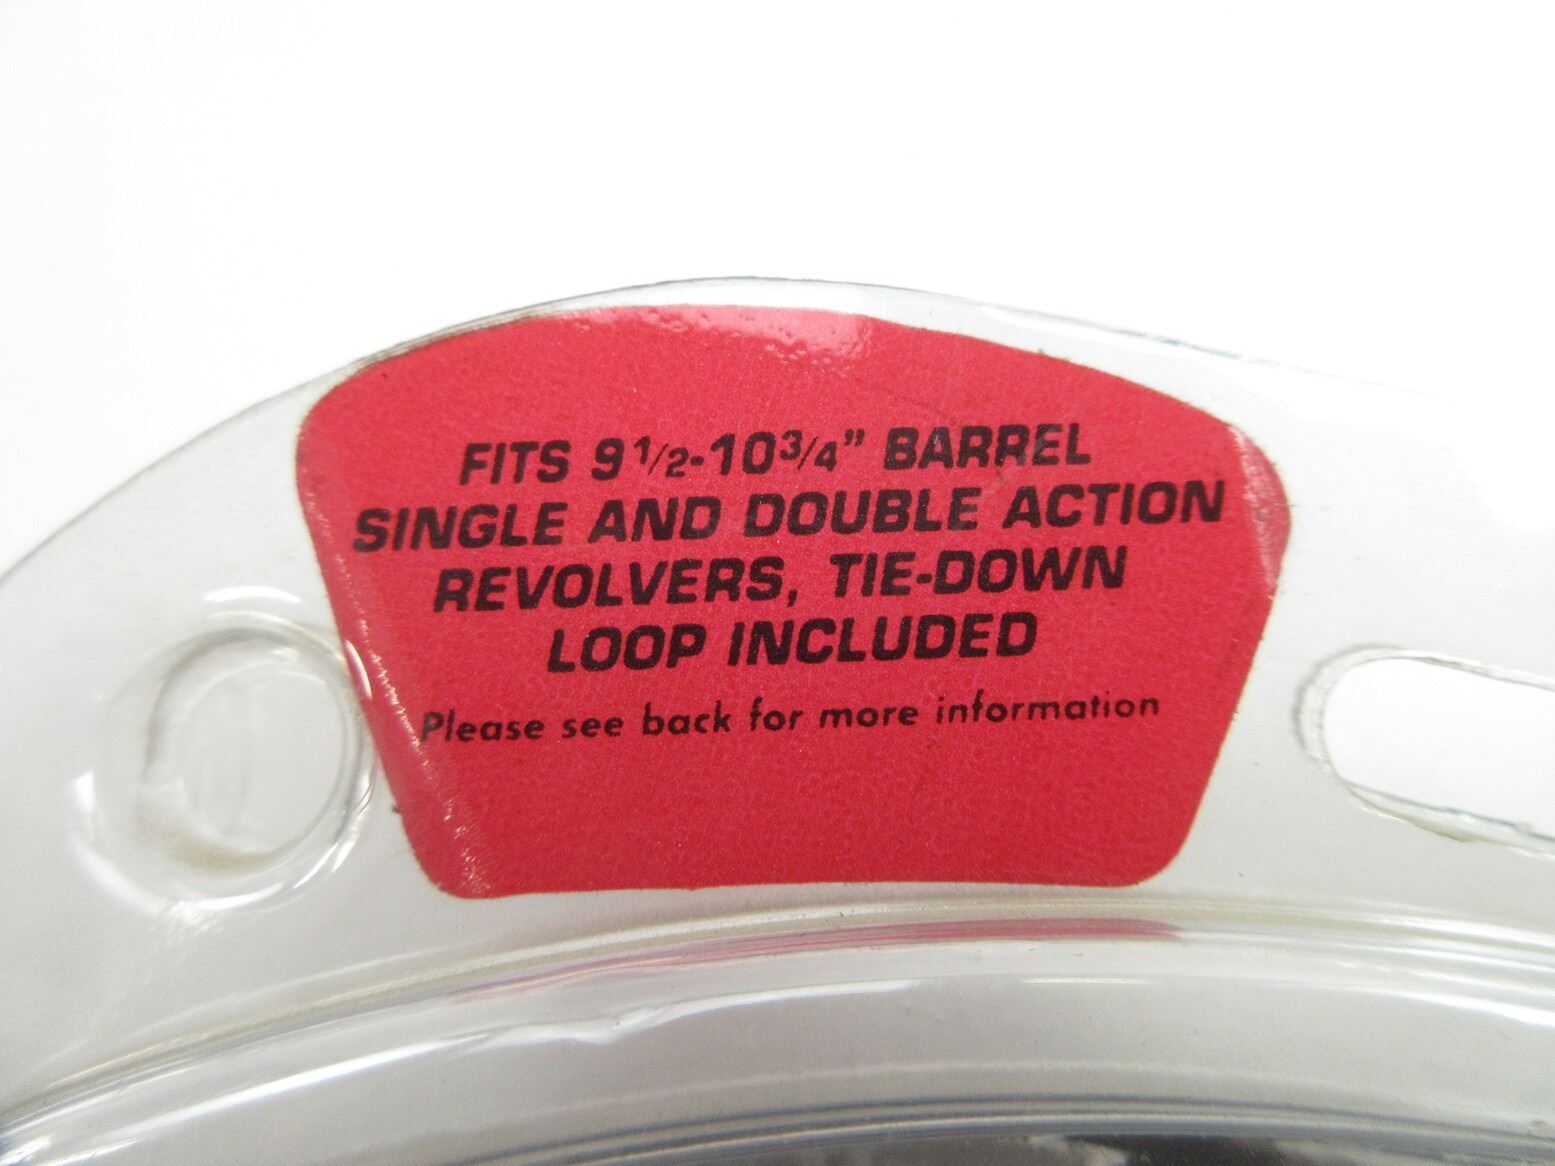 FITS 9 1/2-10 3/4" BARREL
SINGLE AND DOUBLE ACTION
REVOLVERS, TIE-DOWN
LOOP INCLUDED
Please see back for more information